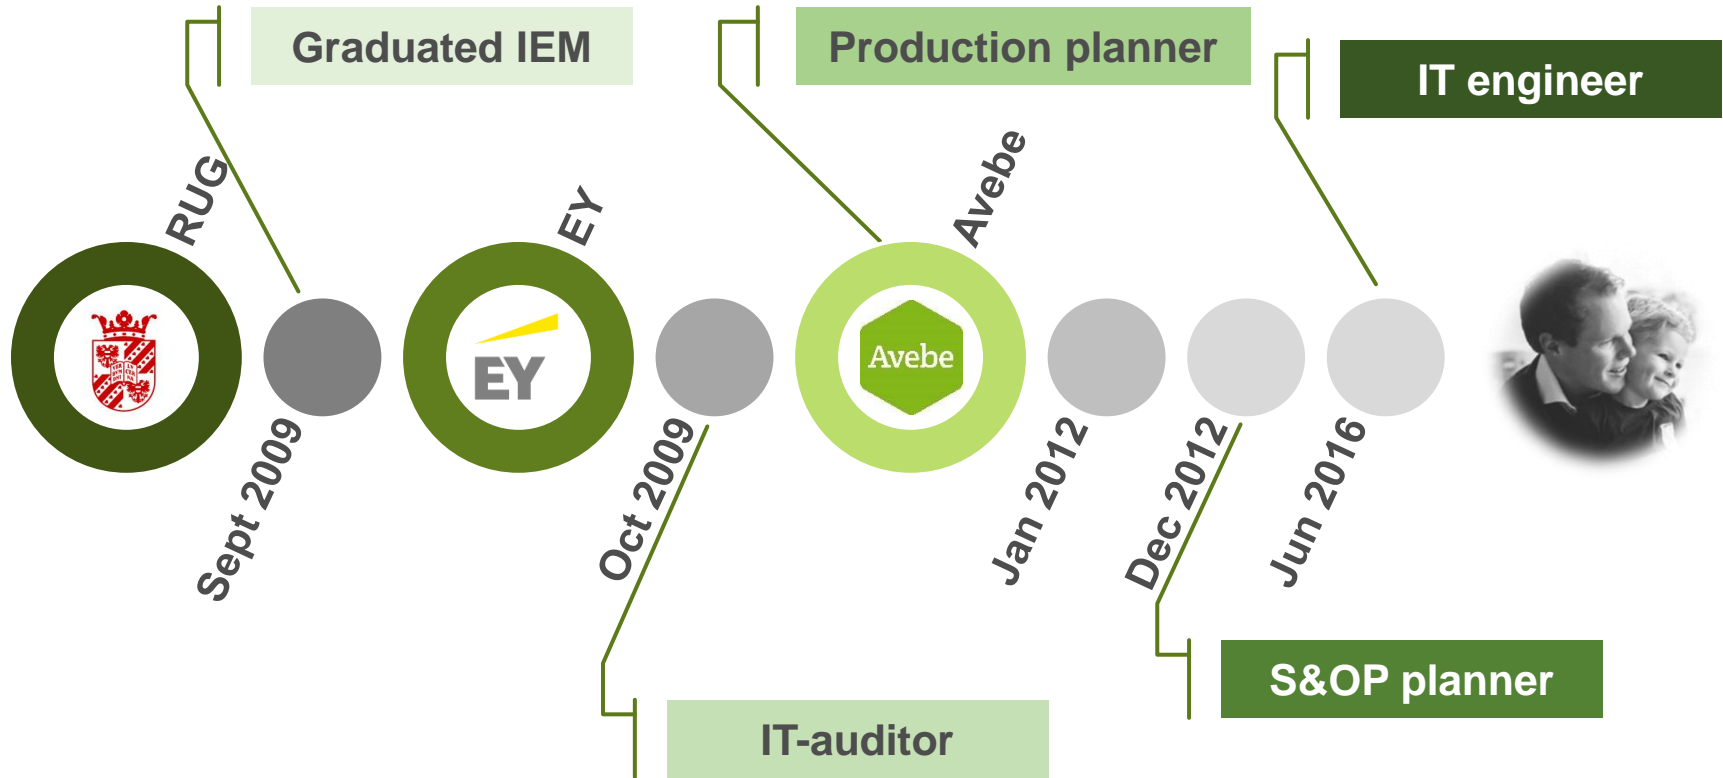 Graduated IEM
Production planner
IT engineer
RUG
EY
Avebe
EY
Avebe
Sept 2009
Oct 2009
Jan 2012
Dec 2012
Jun 2016
S&OP planner
IT-auditor